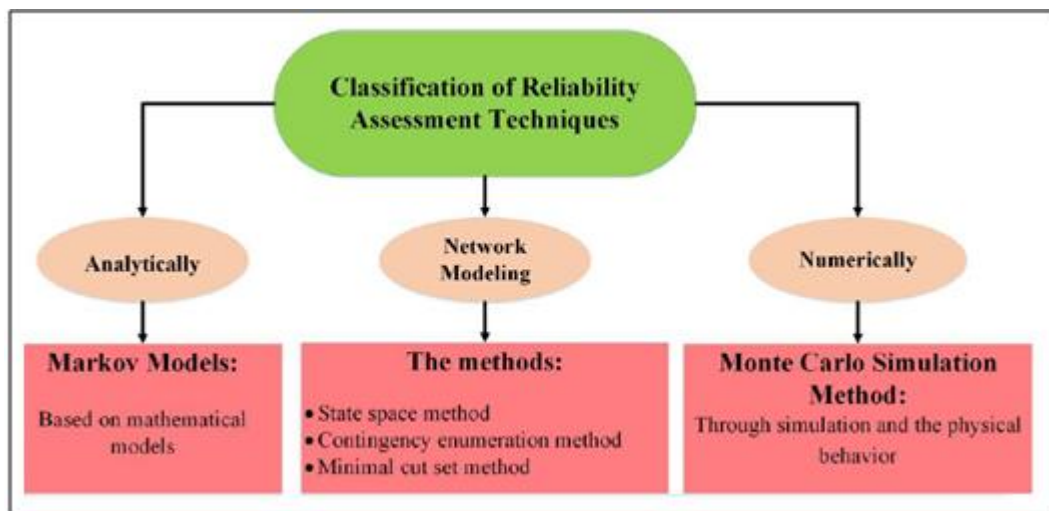 Classification of Reliability
Assessment Techniques
Analytically
Network
Modeling
Numerically
Markov Models:
Based on mathematical
models
The methods:
• State space method
• Contingency enumeration method
• Minimal cut set method
Monte Carlo Simulation
Method:
Through simulation and the physical
behavior